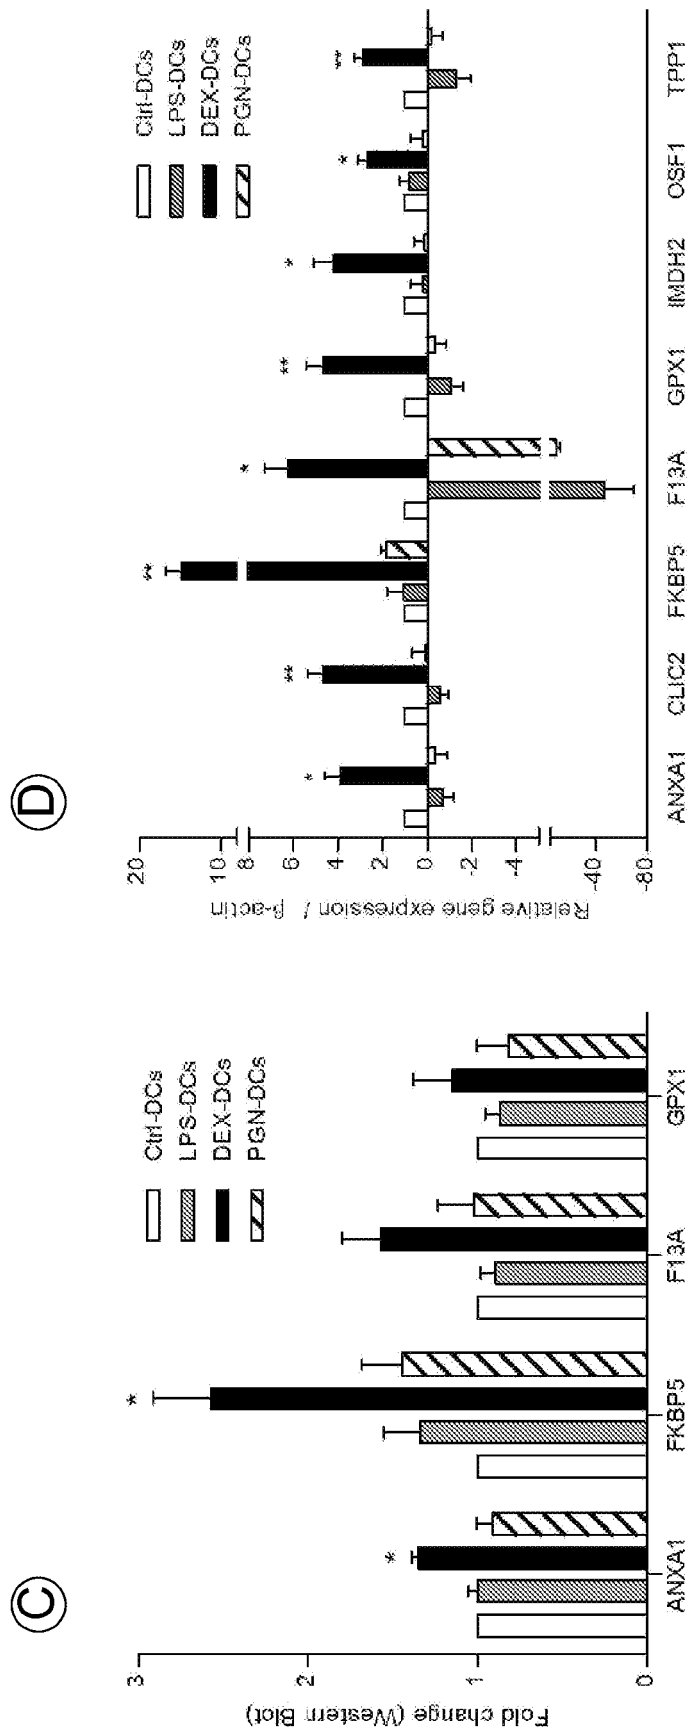 C
Fold change (Western Blot)
3
2
1
0
Ctrl-DCs
LPS-DCs
DEX-DCs
PGN-DCs
*
*
ANXA1
FKBP5
F13A
GPX1
D
Relative gene expression / β-actin
20
10
8
6
4
2
0
-2
-4
-40
-80
Ctrl-DCs
LPS-DCs
DEX-DCs
PGN-DCs
*
**
**
*
**
*
*
**
ANXA1
CLIC2
FKBP5
F13A
GPX1
IMDH2
OSF1
TPP1